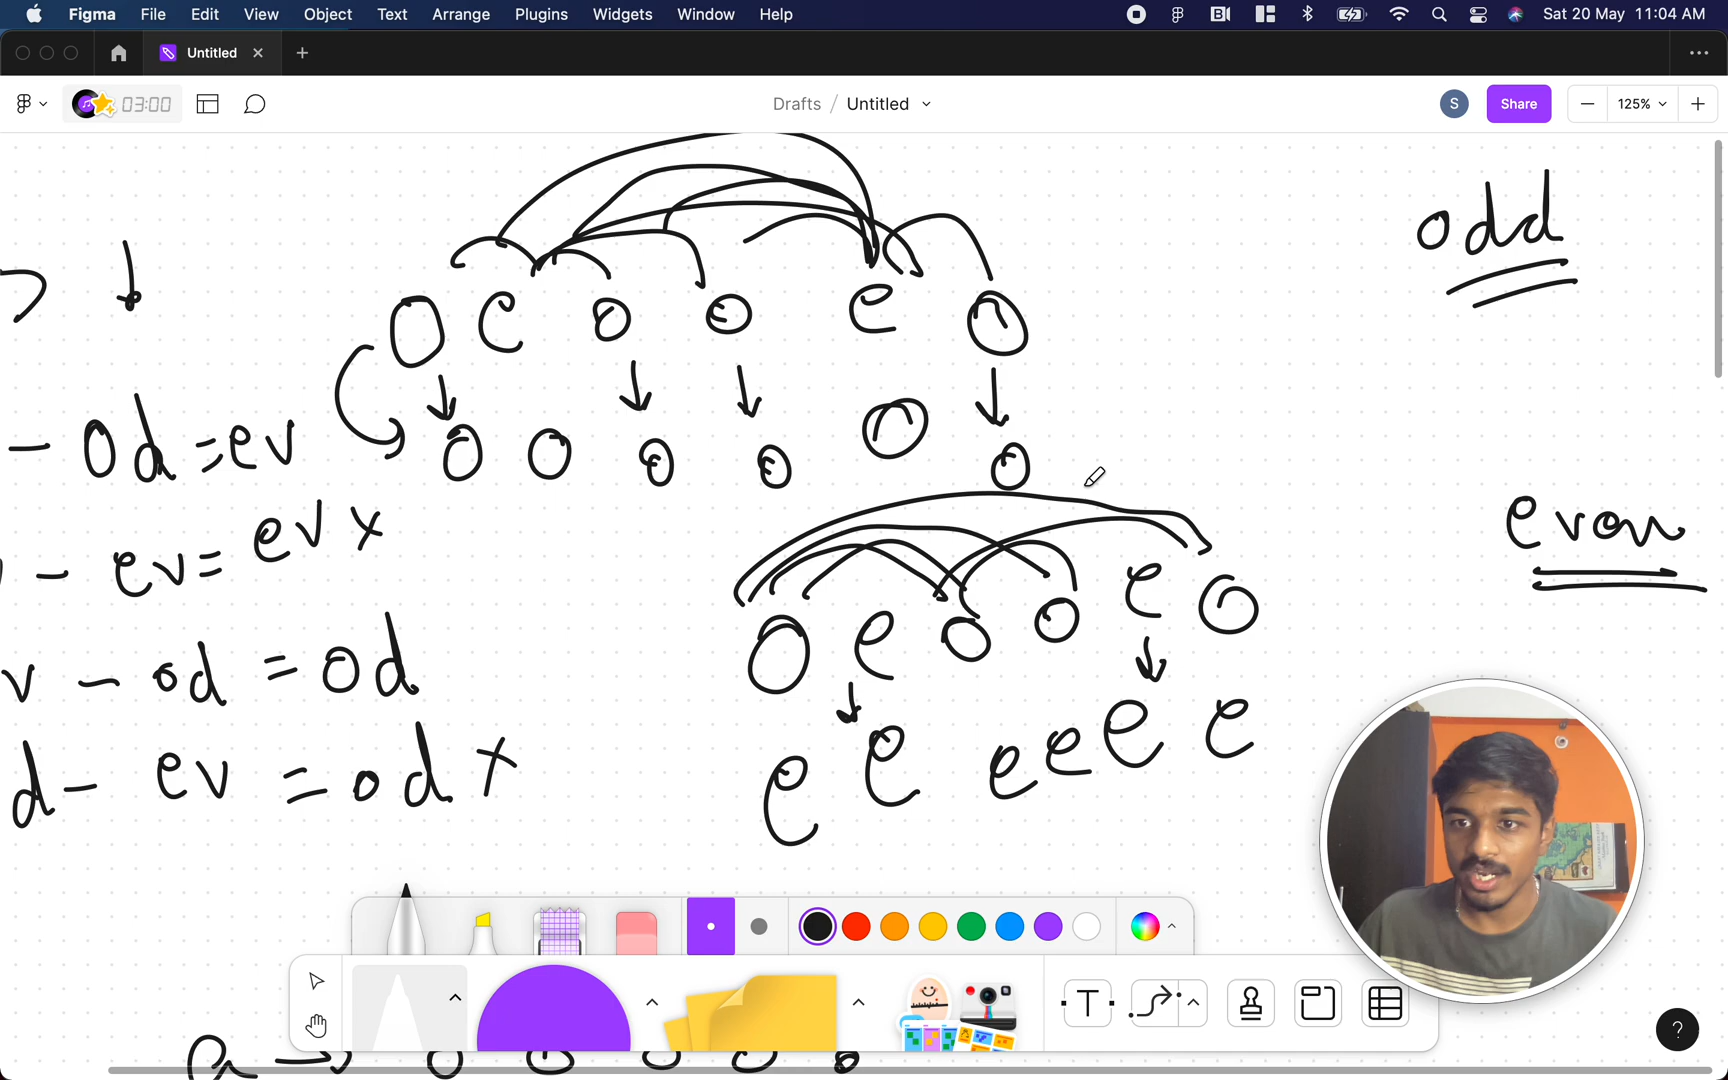 Figma File Edit View Object Text Arrange Plugins Widgets Window Help Sat 20 May 11:04 AM
Untitled
03:00 Drafts / Untitled S Share 125%
odd
O e o o e o
- od = ev
o o o o o o
even
- ev = ev x
o e o o e o
v - od = od
e e e e e e
d - ev = od x
T
?
o o o o